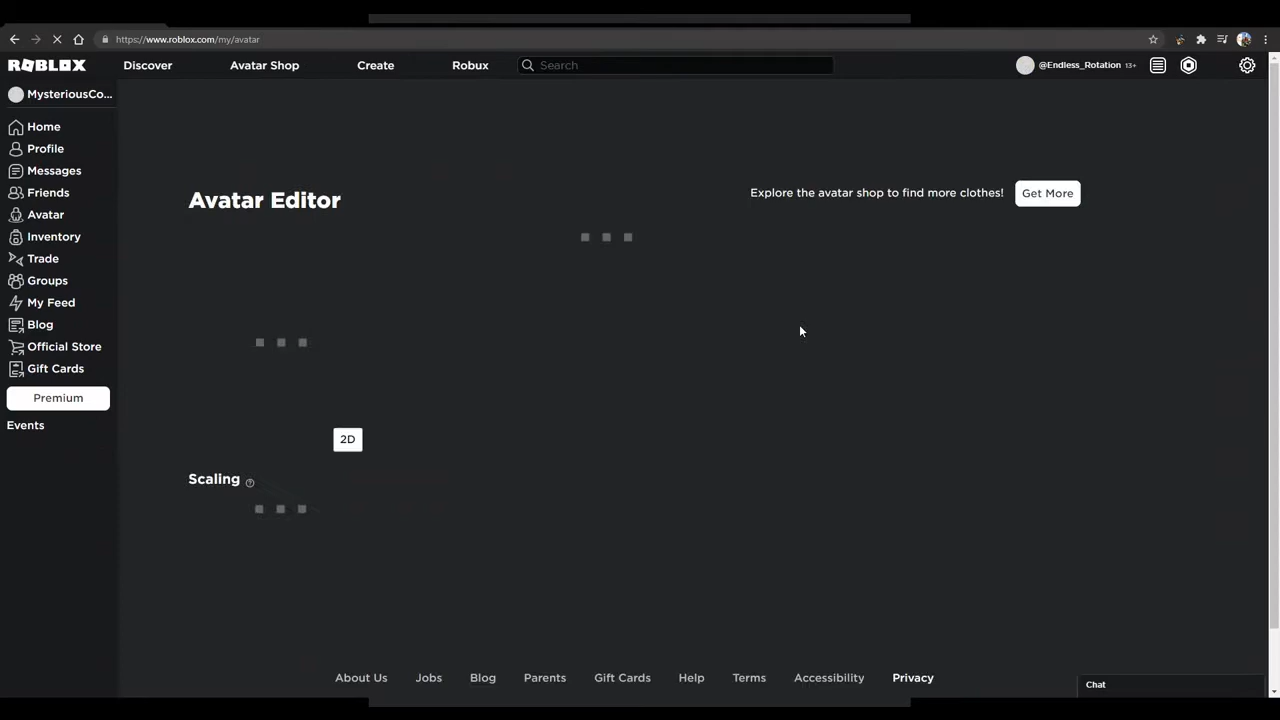 https://www.roblox.com/my/avatar
ROBLOX Discover Avatar Shop Create Robux Search @Endless_Rotation 13+
MysteriousCo...
Home
Profile
Messages
Friends
Avatar
Inventory
Trade
Groups
My Feed
Blog
Official Store
Gift Cards
Premium
Events
Avatar Editor
Explore the avatar shop to find more clothes! Get More
2D
Scaling
About Us Jobs Blog Parents Gift Cards Help Terms Accessibility Privacy
Chat